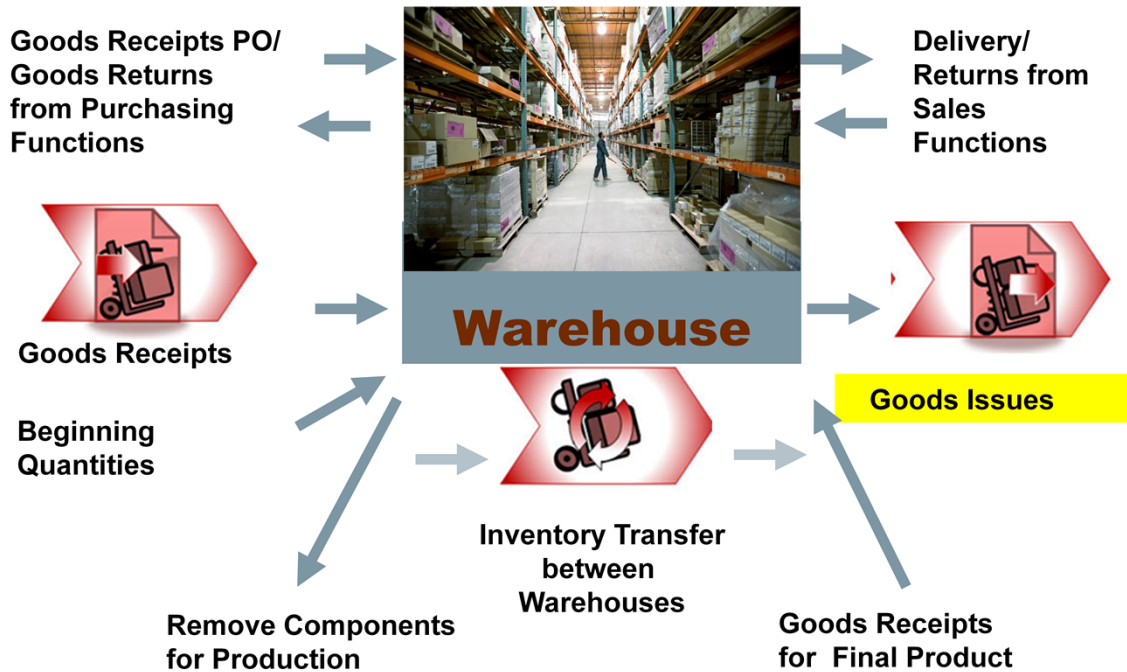 Goods Receipts PO/
Goods Returns
from Purchasing
Functions
Delivery/
Returns from
Sales
Functions
Warehouse
Goods Receipts
Goods Issues
Beginning
Quantities
Inventory Transfer
between
Warehouses
Remove Components
for Production
Goods Receipts
for Final Product